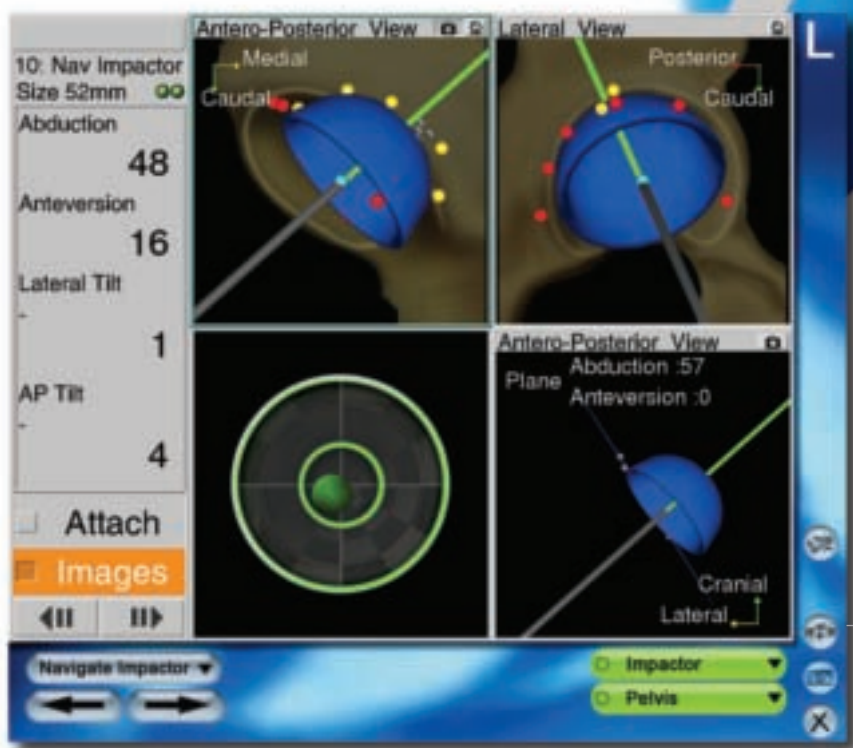 10: Nav Impactor
Size 52mm
Abduction
48
Anteversion
16
Lateral Tilt
-
1
AP Tilt
-
4
Attach
Images
Antero-Posterior View
Medial
Caudal
Lateral View
Posterior
Caudal
L
Antero-Posterior View
Abduction :57
Plane
Anteversion :0
Cranial
Lateral
Navigate Impactor
Impactor
Pelvis
X